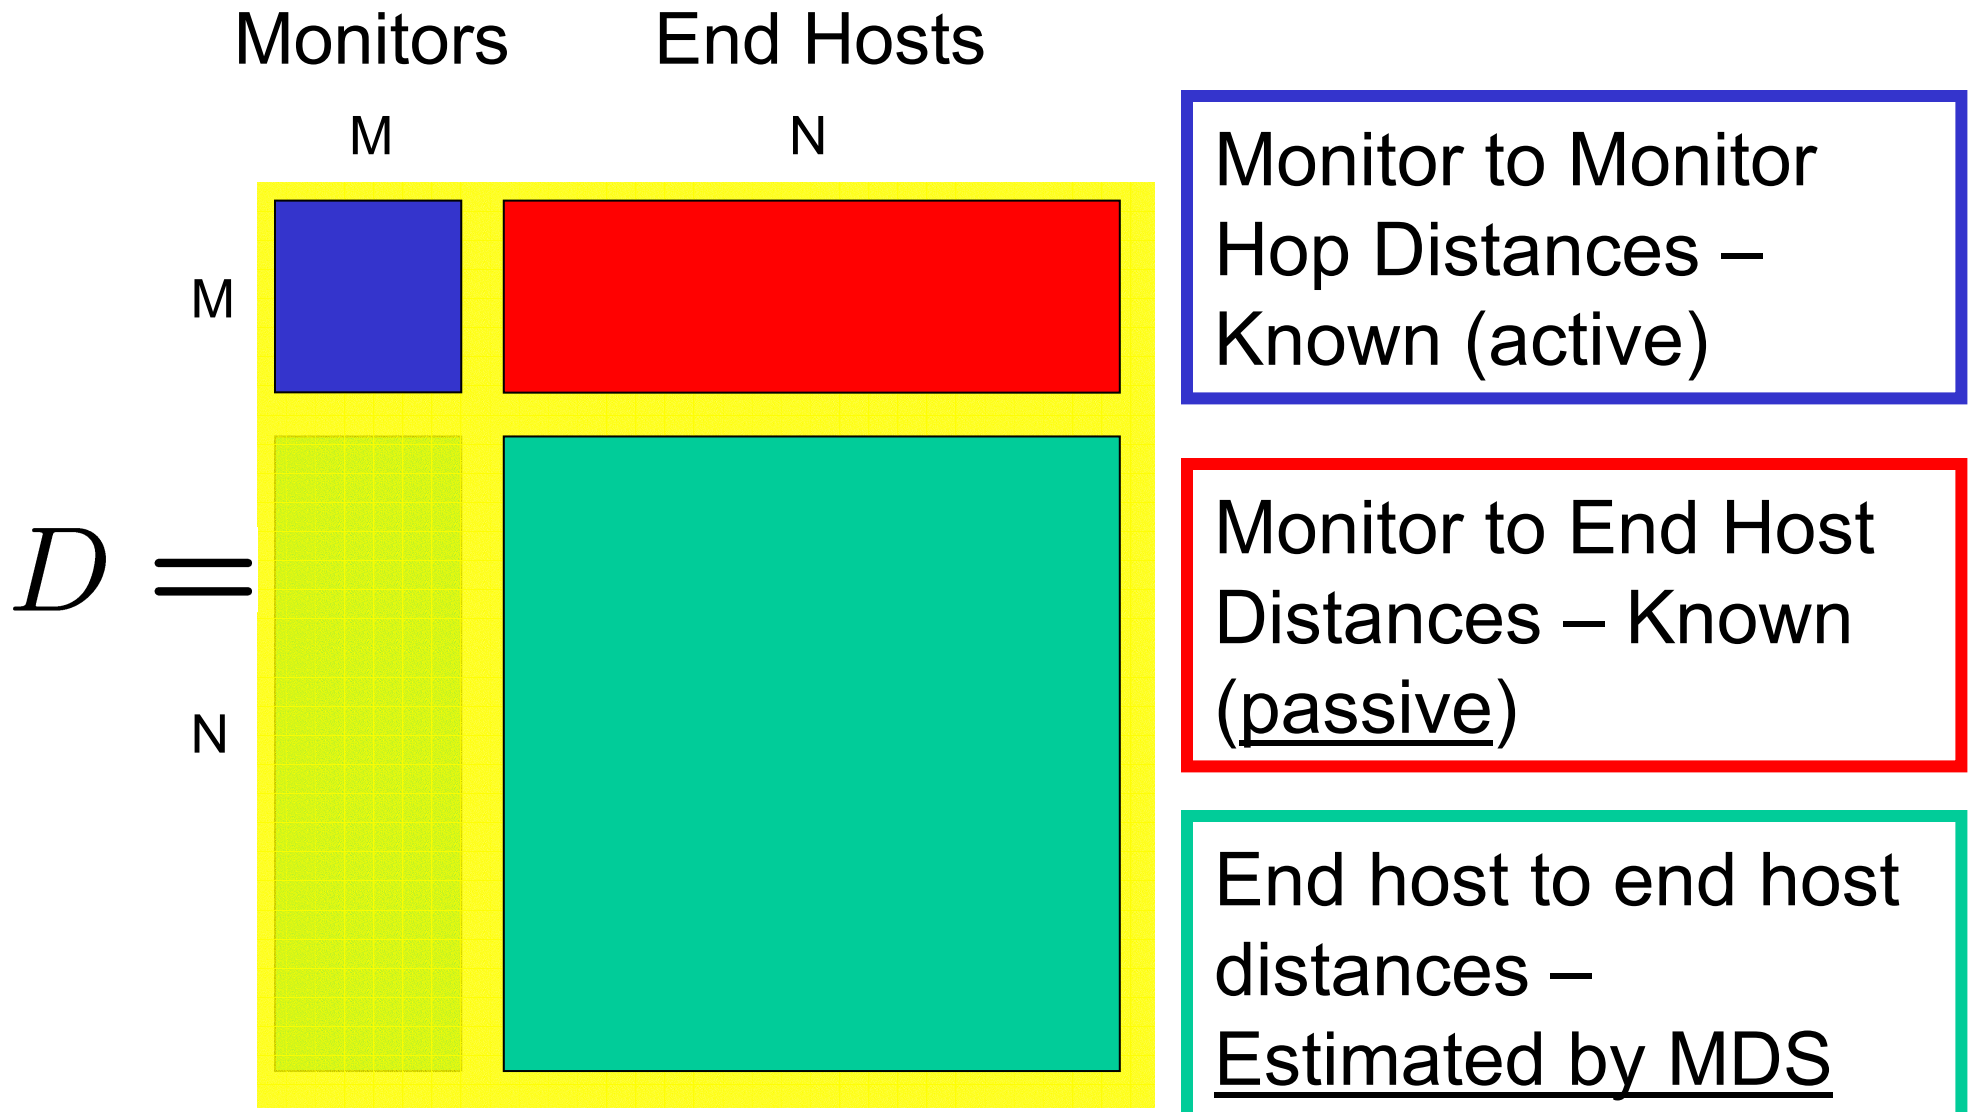 Monitors End Hosts
M N
M
D =
N
Monitor to Monitor
Hop Distances –
Known (active)
Monitor to End Host
Distances – Known
(passive)
End host to end host
distances –
Estimated by MDS